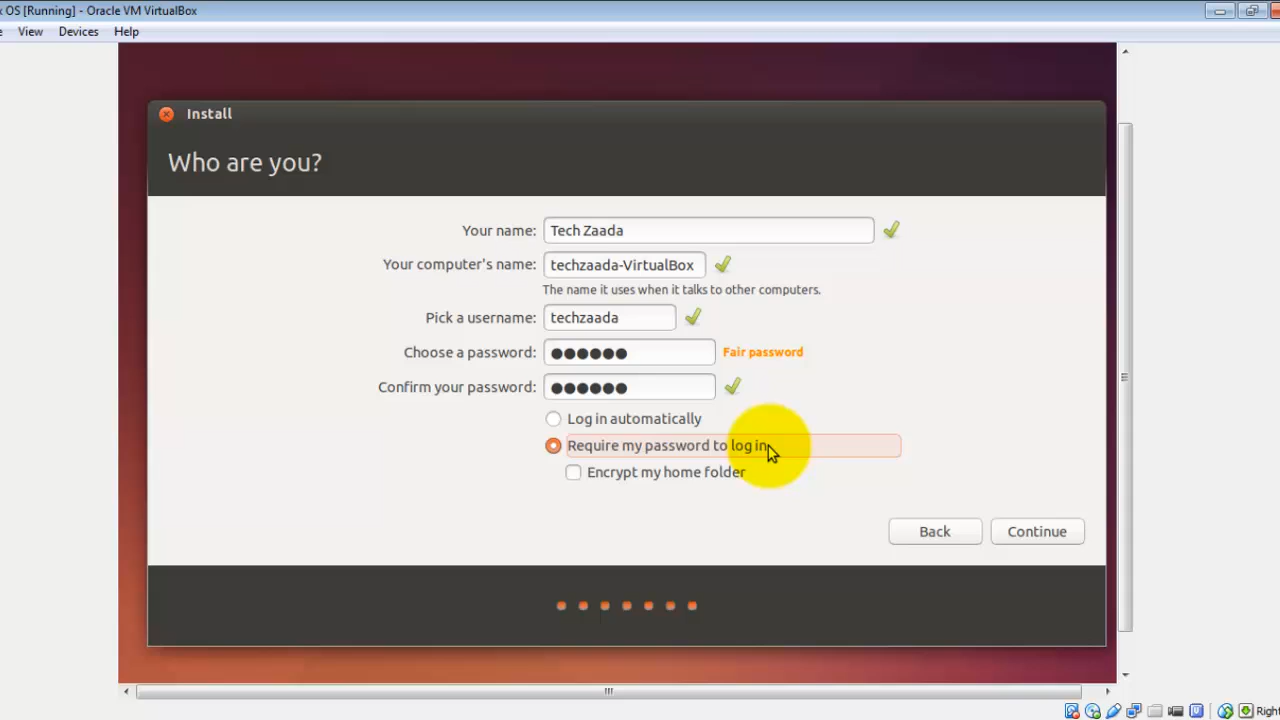 x OS [Running] - Oracle VM VirtualBox
View Devices Help
Install
Who are you?
Your name: Tech Zaada
Your computer's name: techzaada-VirtualBox
The name it uses when it talks to other computers.
Pick a username: techzaada
Choose a password: ●●●●●● Fair password
Confirm your password: ●●●●●●
Log in automatically
Require my password to log in
Encrypt my home folder
Back Continue
Right